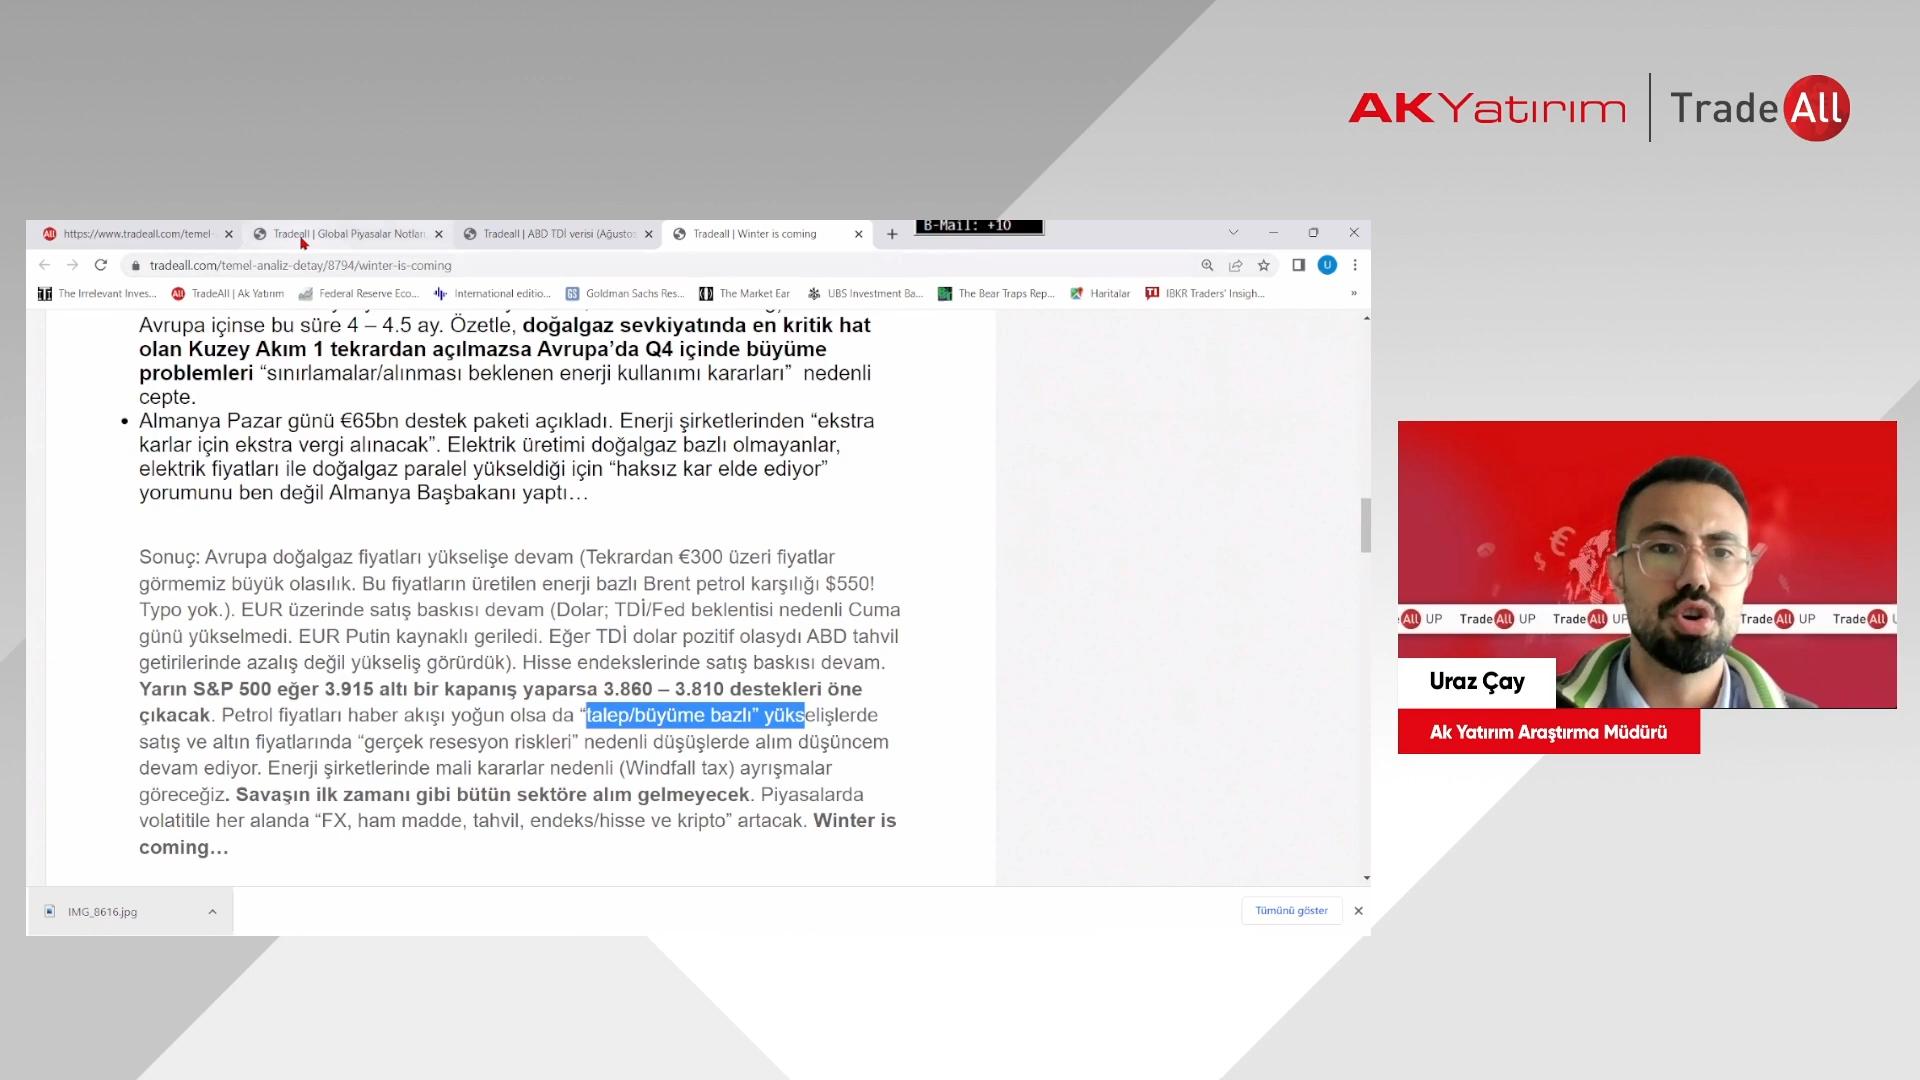 AKYatırım | TradeAll
https://www.tradeall.com/temel-
Tradeall | Global Piyasalar Notları,
Tradeall | ABD TDİ verisi (Ağustos
Tradeall | Winter is coming
B-Mail: +10
tradeall.com/temel-analiz-detay/8794/winter-is-coming
U
The Irrelevant Inves...
TradeAll | Ak Yatırım
Federal Reserve Eco...
International editio...
Goldman Sachs Res...
The Market Ear
UBS Investment Ba...
The Bear Traps Rep...
Haritalar
IBKR Traders' Insigh...
»
Avrupa içinse bu süre 4 – 4.5 ay. Özetle, doğalgaz sevkiyatında en kritik hat
olan Kuzey Akım 1 tekrardan açılmazsa Avrupa’da Q4 içinde büyüme
problemleri “sınırlamalar/alınması beklenen enerji kullanımı kararları” nedenli
cepte.
• Almanya Pazar günü €65bn destek paketi açıkladı. Enerji şirketlerinden “ekstra
karlar için ekstra vergi alınacak”. Elektrik üretimi doğalgaz bazlı olmayanlar,
elektrik fiyatları ile doğalgaz paralel yükseldiği için “haksız kar elde ediyor”
yorumunu ben değil Almanya Başbakanı yaptı…
Sonuç: Avrupa doğalgaz fiyatları yükselişe devam (Tekrardan €300 üzeri fiyatlar
görmemiz büyük olasılık. Bu fiyatların üretilen enerji bazlı Brent petrol karşılığı $550!
Typo yok.). EUR üzerinde satış baskısı devam (Dolar; TDİ/Fed beklentisi nedenli Cuma
günü yükselmedi. EUR Putin kaynaklı geriledi. Eğer TDİ dolar pozitif olasydı ABD tahvil
getirilerinde azalış değil yükseliş görürdük). Hisse endekslerinde satış baskısı devam.
Yarın S&P 500 eğer 3.915 altı bir kapanış yaparsa 3.860 – 3.810 destekleri öne
çıkacak. Petrol fiyatları haber akışı yoğun olsa da “talep/büyüme bazlı” yükselişlerde
satış ve altın fiyatlarında “gerçek resesyon riskleri” nedenli düşüşlerde alım düşüncem
devam ediyor. Enerji şirketlerinde mali kararlar nedenli (Windfall tax) ayrışmalar
göreceğiz. Savaşın ilk zamanı gibi bütün sektöre alım gelmeyecek. Piyasalarda
volatitile her alanda “FX, ham madde, tahvil, endeks/hisse ve kripto” artacak. Winter is
coming…
IMG_8616.jpg
Tümünü göster
All UP TradeAll UP TradeAll UP TradeAll UP TradeAll
Uraz Çay
Ak Yatırım Araştırma Müdürü